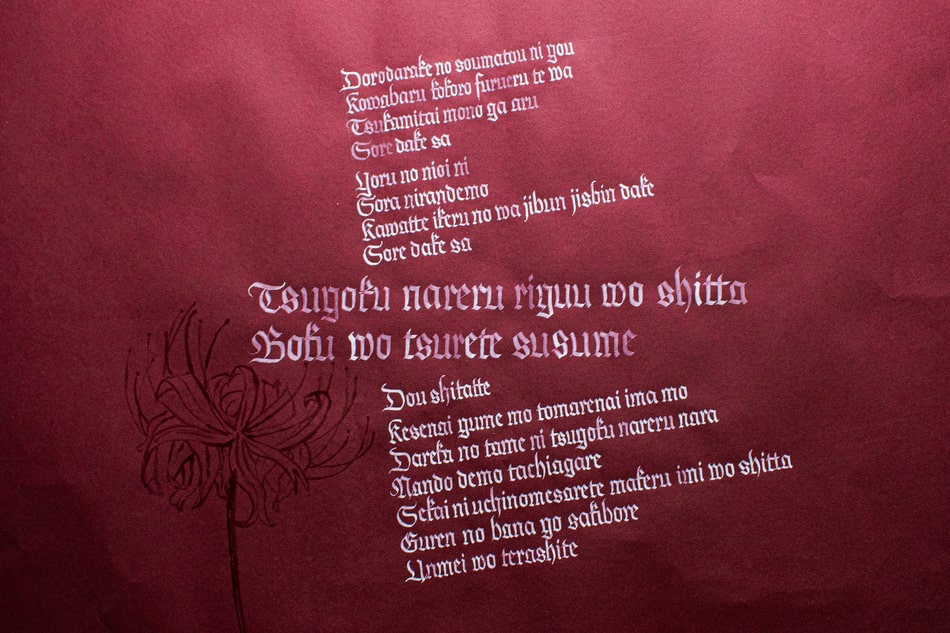 Dorodarake no soumatou ni you
Kowabaru kokoro furueru te wa
Tsukamitai mono ga aru
Sore dake sa
Yoru no nioi ni
Sora nirandemo
Kawatte ikeru no wa jibun jishin dake
Sore dake sa
Tsuyoku nareru riyuu wo shitta
Boku wo tsurete susume
Dou shitatte
Kesenai yume mo tomarenai ima mo
Dareka no tame ni tsuyoku nareru nara
Nando demo tachiagare
Sekai ni uchinomesarete makeru imi wo shitta
Guren no hana yo sakihore
Unmei wo terashite